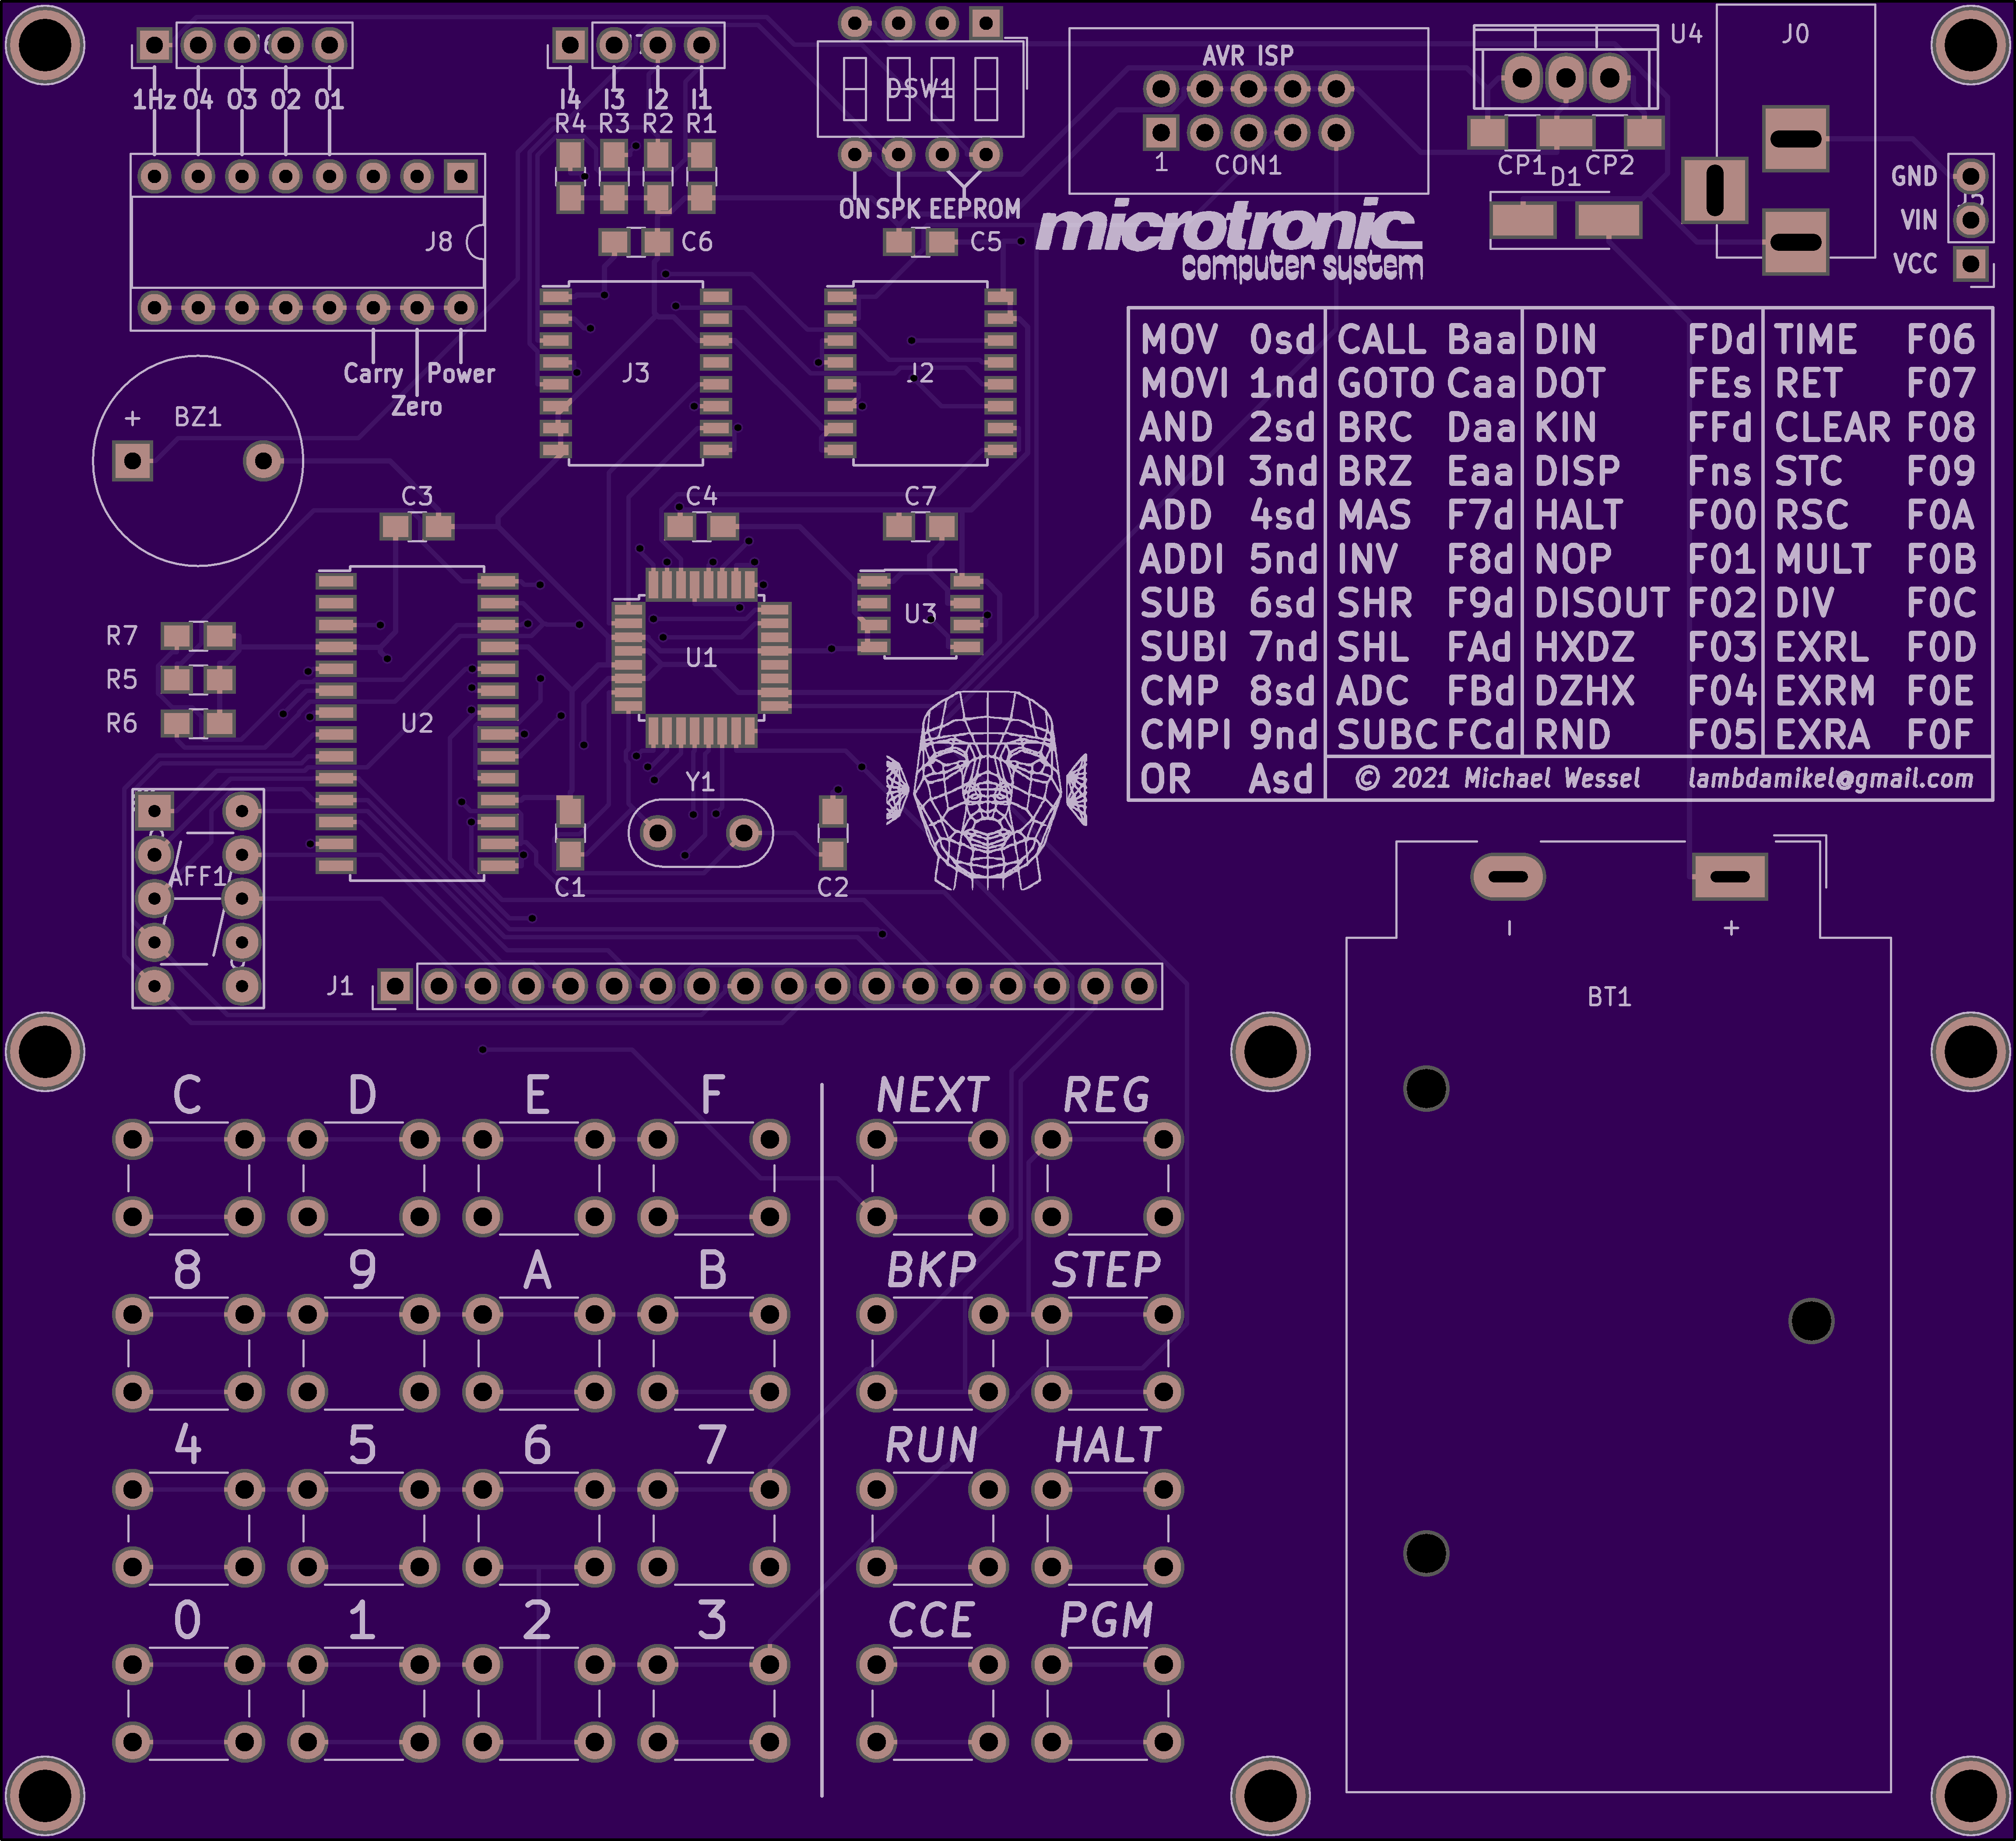 1Hz O4 O3 O2 O1
I4 I3 I2 I1
R4 R3 R2 R1
DSW1
ON SPK EEPROM
AVR ISP
1 CON1
U4
J0
CP1 CP2
D1
GND
VIN
VCC
J8
C6
C5
microtronic
computer system
Carry Power
Zero
J3
J2
+ BZ1
C3
C4
C7
MOV 0sd CALL Baa DIN FDd TIME F06
MOVI 1nd GOTO Caa DOT FEs RET F07
AND 2sd BRC Daa KIN FFd CLEAR F08
ANDI 3nd BRZ Eaa DISP Fns STC F09
ADD 4sd MAS F7d HALT F00 RSC F0A
ADDI 5nd INV F8d NOP F01 MULT F0B
SUB 6sd SHR F9d DISOUT F02 DIV F0C
SUBI 7nd SHL FAd HXDZ F03 EXRL F0D
CMP 8sd ADC FBd DZHX F04 EXRM F0E
CMPI 9nd SUBC FCd RND F05 EXRA F0F
OR Asd © 2021 Michael Wessel lambdamikel@gmail.com
R7
R5
R6
U2
U1
U3
Y1
C1
C2
AFF1
J1
- +
BT1
C D E F NEXT REG
8 9 A B BKP STEP
4 5 6 7 RUN HALT
0 1 2 3 CCE PGM